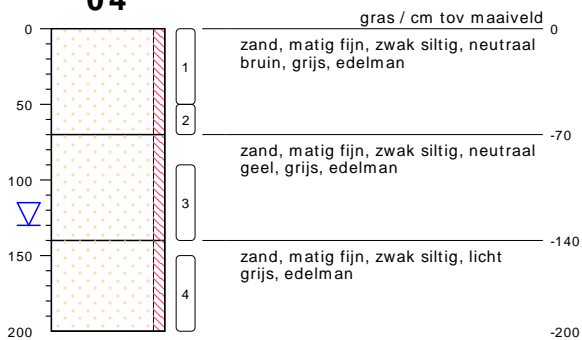 04
gras / cm tov maaiveld
0
0
zand, matig fijn, zwak siltig, neutraal
bruin, grijs, edelman
1
50
2
-70
zand, matig fijn, zwak siltig, neutraal
geel, grijs, edelman
100
3
-140
150
zand, matig fijn, zwak siltig, licht
grijs, edelman
4
200
-200